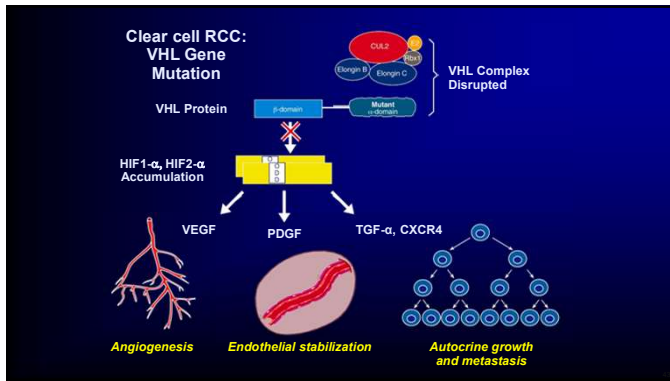 Clear cell RCC:
VHL Gene
Mutation
CUL2
E2
Rbx1
Elongin B
Elongin C
VHL Complex
Disrupted
VHL Protein
β-domain
Mutant
α-domain
HIF1-α, HIF2-α
Accumulation
VEGF
PDGF
TGF-α, CXCR4
Angiogenesis
Endothelial stabilization
Autocrine growth
and metastasis